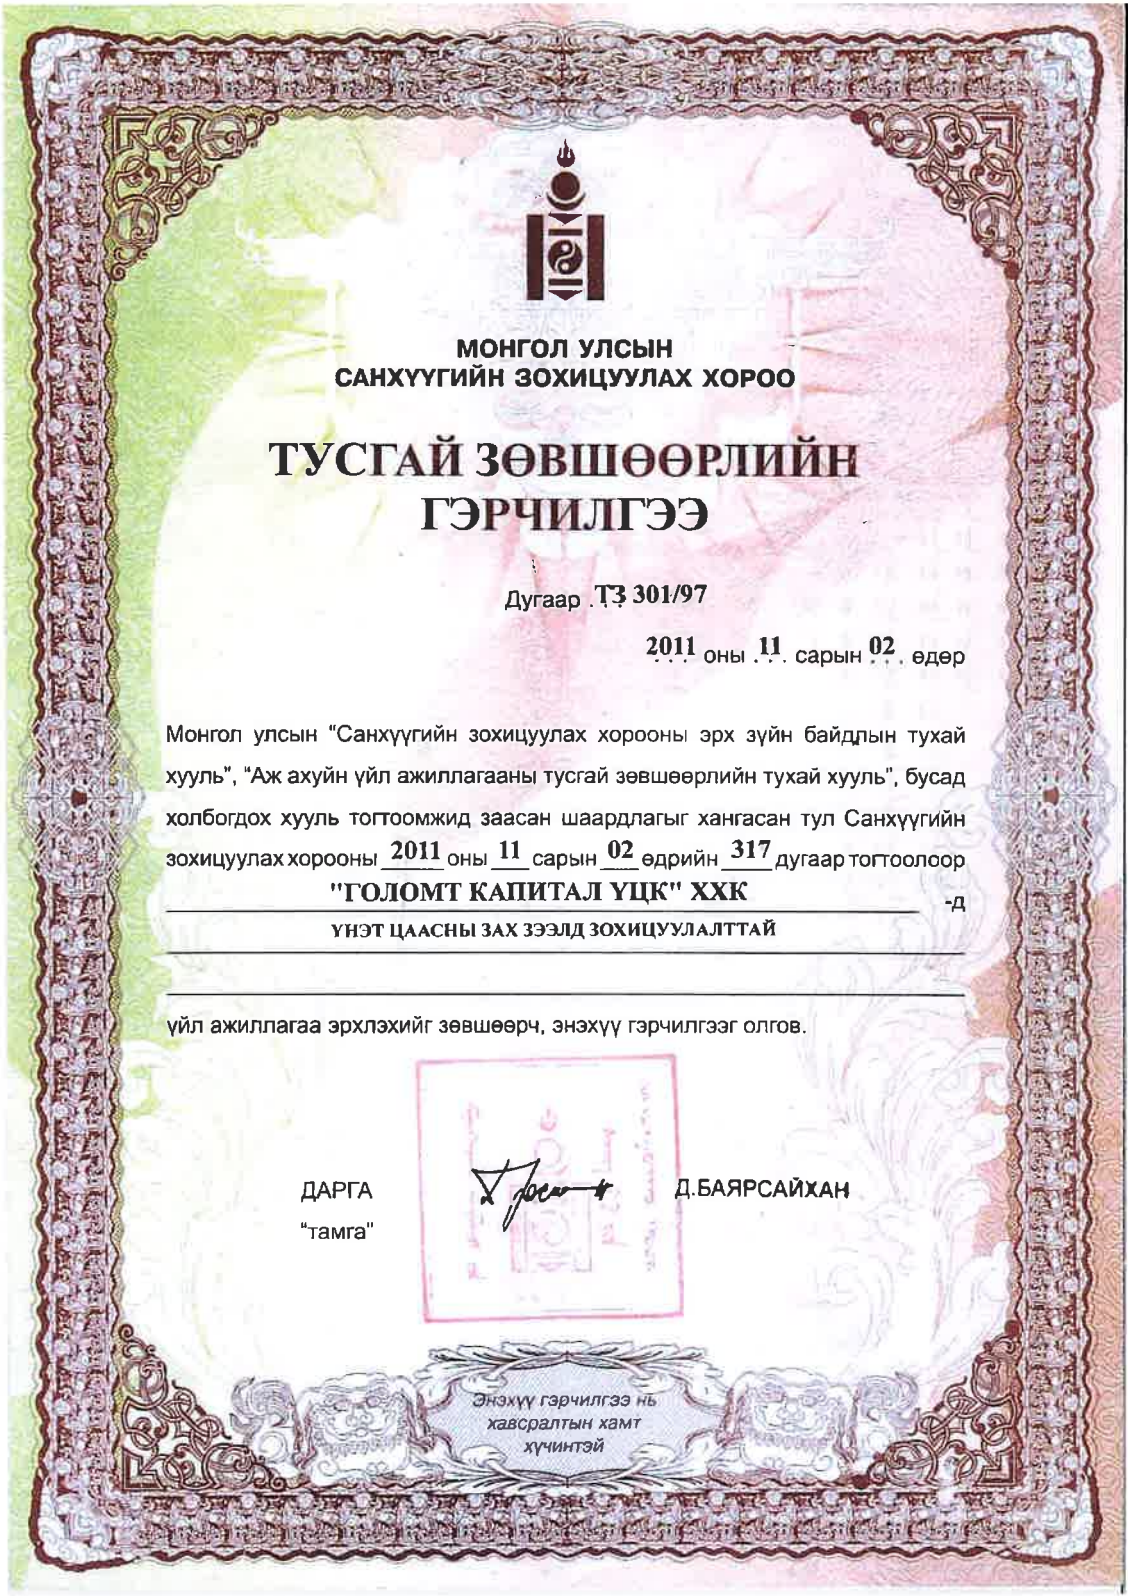 МОНГОЛ УЛСЫН
САНХҮҮГИЙН ЗОХИЦУУЛАХ ХОРОО
ТУСГАЙ ЗӨВШӨӨРЛИЙН
ГЭРЧИЛГЭЭ
Дугаар ТЗ 301/97
2011 оны 11 сарын 02 өдөр
Монгол улсын "Санхүүгийн зохицуулах хорооны эрх зүйн байдлын тухай
хууль", "Аж ахуйн үйл ажиллагааны тусгай зөвшөөрлийн тухай хууль", бусад
холбогдох хууль тогтоомжид заасан шаардлагыг хангасан тул Санхүүгийн
зохицуулах хорооны 2011 оны 11 сарын 02 өдрийн 317 дугаар тогтоолоор
"ГОЛОМТ КАПИТАЛ ҮЦК" ХХК -д
ҮНЭТ ЦААСНЫ ЗАХ ЗЭЭЛД ЗОХИЦУУЛАЛТТАЙ
үйл ажиллагаа эрхлэхийг зөвшөөрч, энэхүү гэрчилгээг олгов.
ДАРГА Д.БАЯРСАЙХАН
"тамга"
Энэхүү гэрчилгээ нь
хавсралтын хамт
хүчинтэй